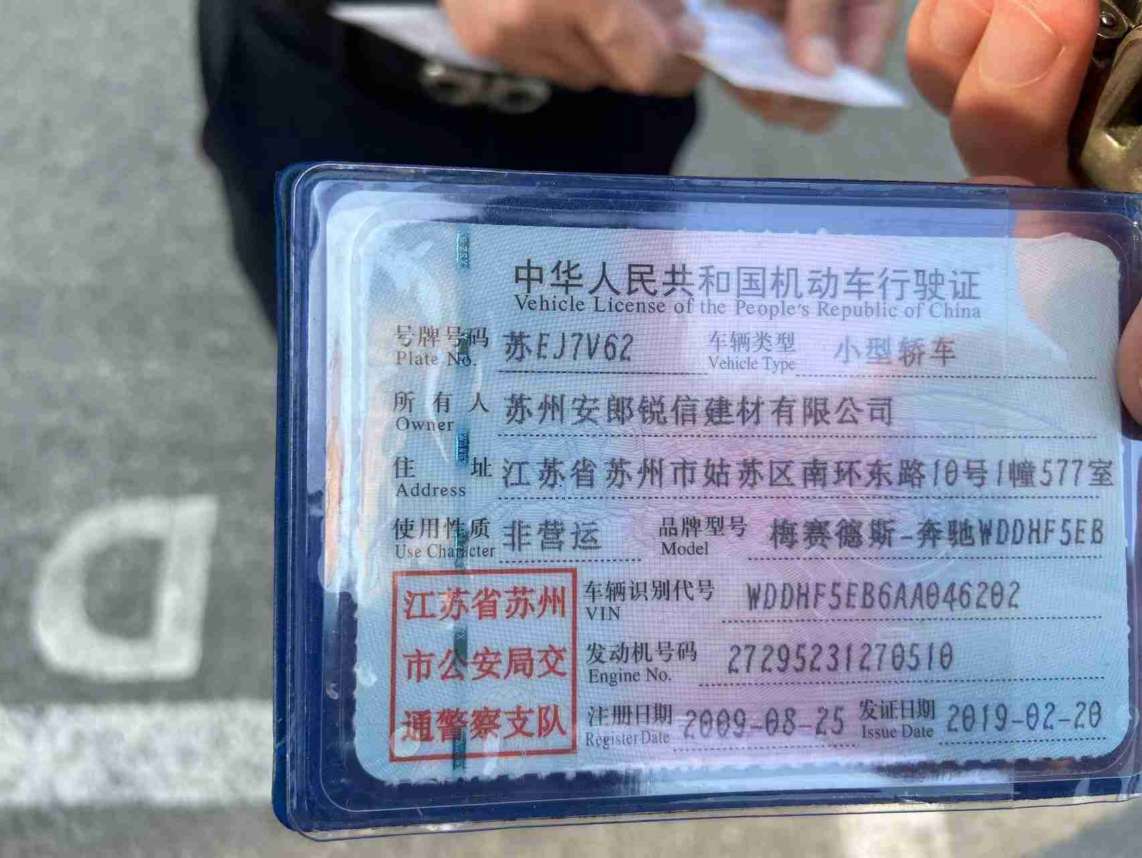 中华人民共和国机动车行驶证
Vehicle License of the People's Republic of China
号牌号码 苏EJ7V62 车辆类型 小型轿车
Plate No. Vehicle Type
所有人 苏州安郎锐信建材有限公司
Owner
住址 江苏省苏州市姑苏区南环东路10号1幢577室
Address
使用性质 非营运 品牌型号 梅赛德斯-奔驰WDDHF5EB
Use Character Model
江苏省苏州
市公安局交
通警察支队
车辆识别代号 WDDHF5EB6AA046202
VIN
发动机号码 27295231270510
Engine No.
注册日期 2009-08-25 发证日期 2019-02-20
Register Date Issue Date
D